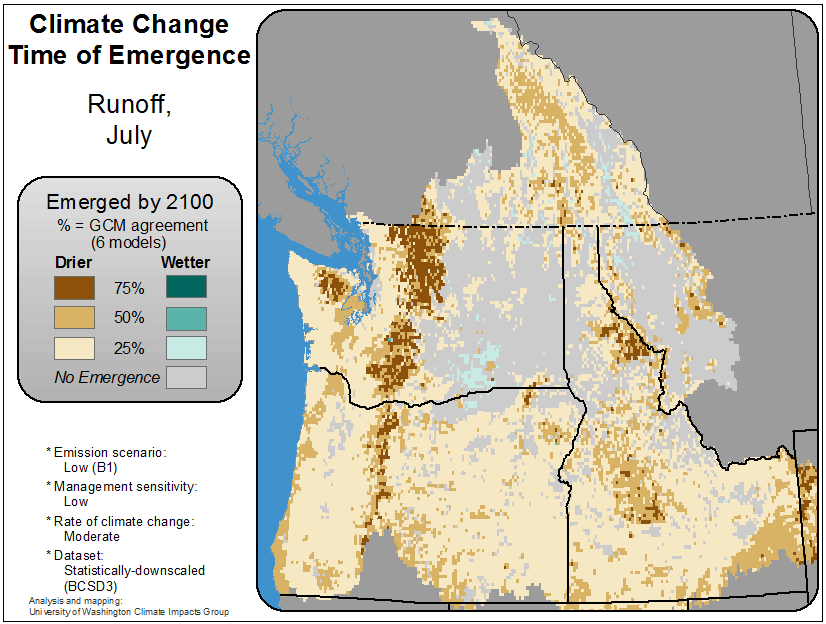 Climate Change
Time of Emergence
Runoff,
July
Emerged by 2100
% = GCM agreement
(6 models)
Drier Wetter
75%
50%
25%
No Emergence
* Emission scenario:
Low (B1)
* Management sensitivity:
Low
* Rate of climate change:
Moderate
* Dataset:
Statistically-downscaled
(BCSD3)
Analysis and mapping:
University of Washington Climate Impacts Group